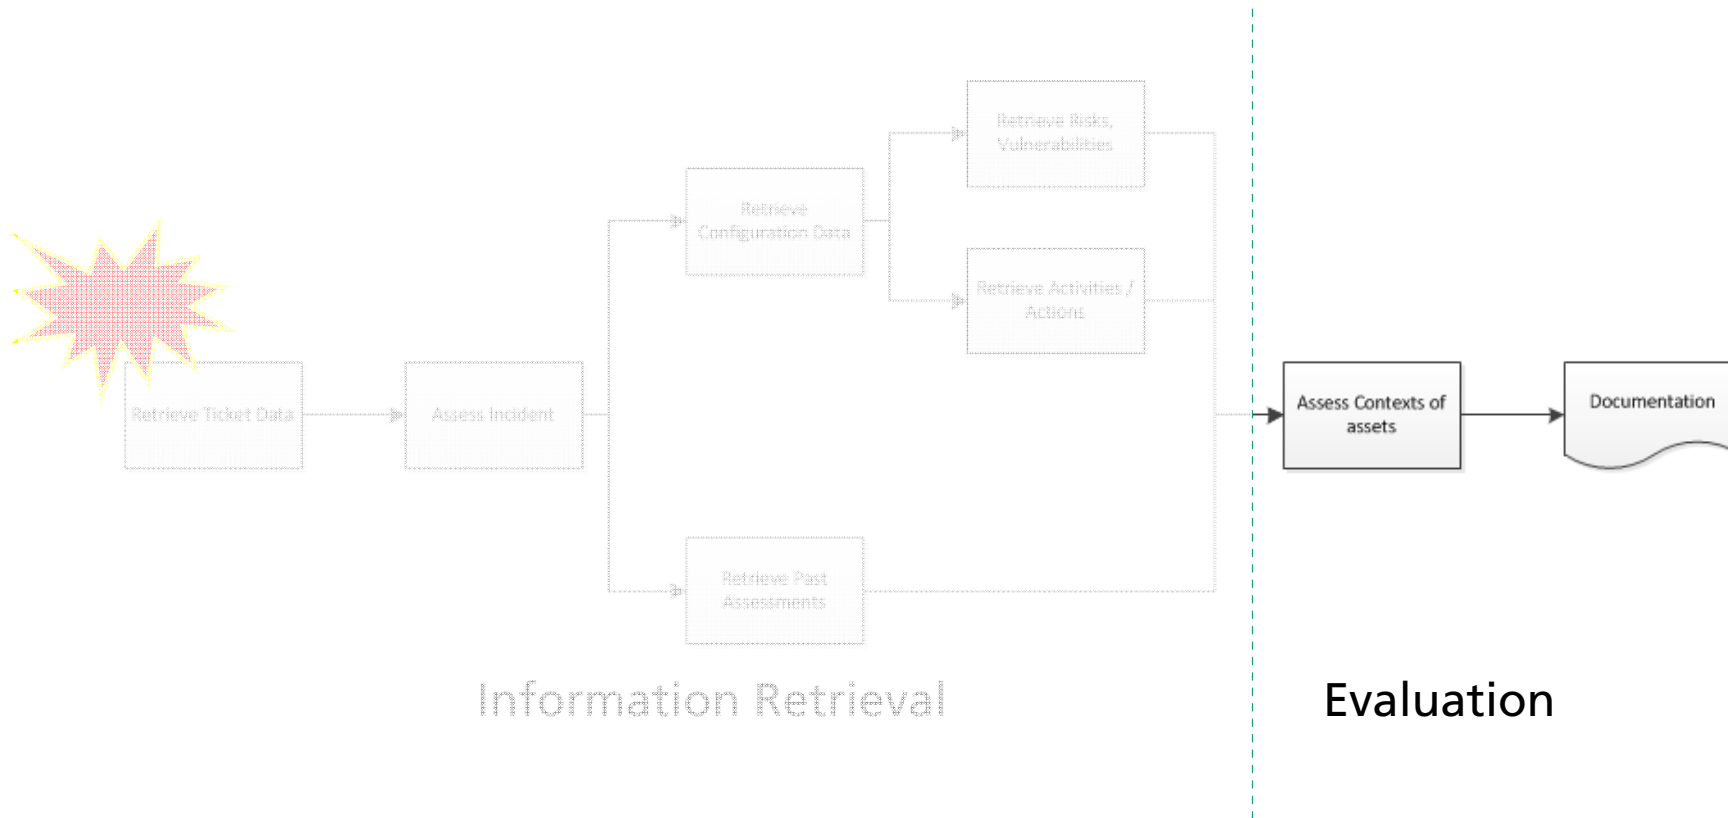 Retrieve Risks,
Vulnerabilities
Retrieve
Configuration Data
Retrieve Activities /
Actions
Retrieve Ticket Data
Assess Incident
Assess Contexts of
assets
Documentation
Retrieve Past
Assessments
Information Retrieval
Evaluation